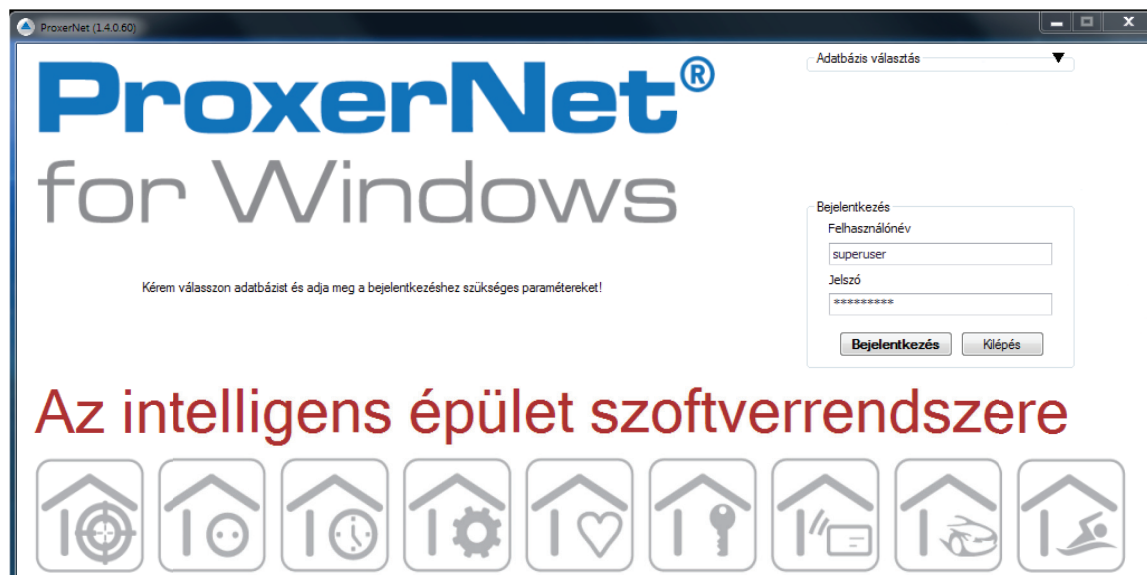 ProxerNet (1.4.0.60)
ProxerNet®
for Windows
Adatbázis választás
Bejelentkezés
Felhasználónév
superuser
Jelszó
*********
Bejelentkezés Kilépés
Kérem válasszon adatbázist és adja meg a bejelentkezéshez szükséges paramétereket!
Az intelligens épület szoftverrendszere